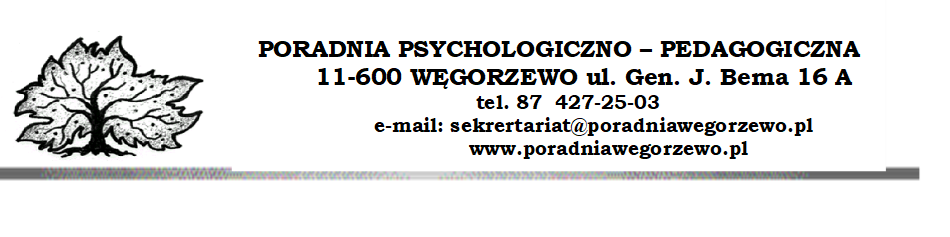 PORADNIA PSYCHOLOGICZNO – PEDAGOGICZNA
11-600 WĘGORZEWO ul. Gen. J. Bema 16 A
tel. 87 427-25-03
e-mail: sekrertariat@poradniawegorzewo.pl
www.poradniawegorzewo.pl